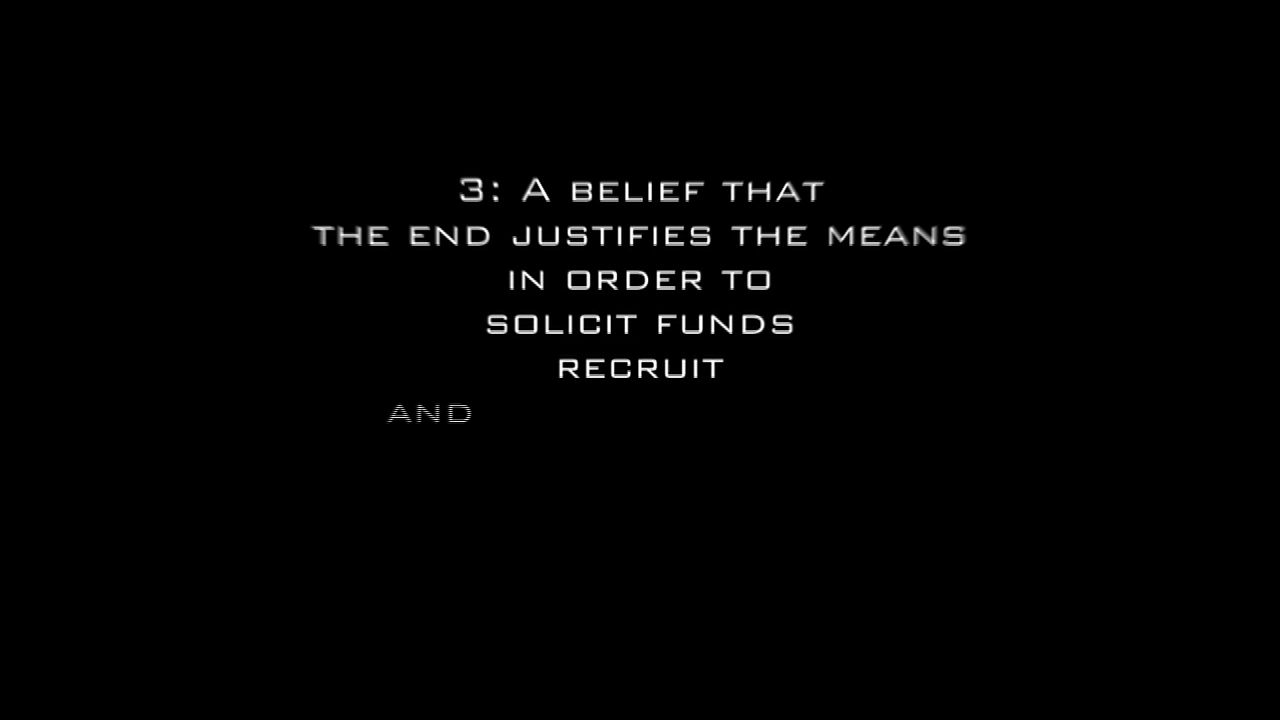 3: A BELIEF THAT
THE END JUSTIFIES THE MEANS
IN ORDER TO
SOLICIT FUNDS
RECRUIT
AND